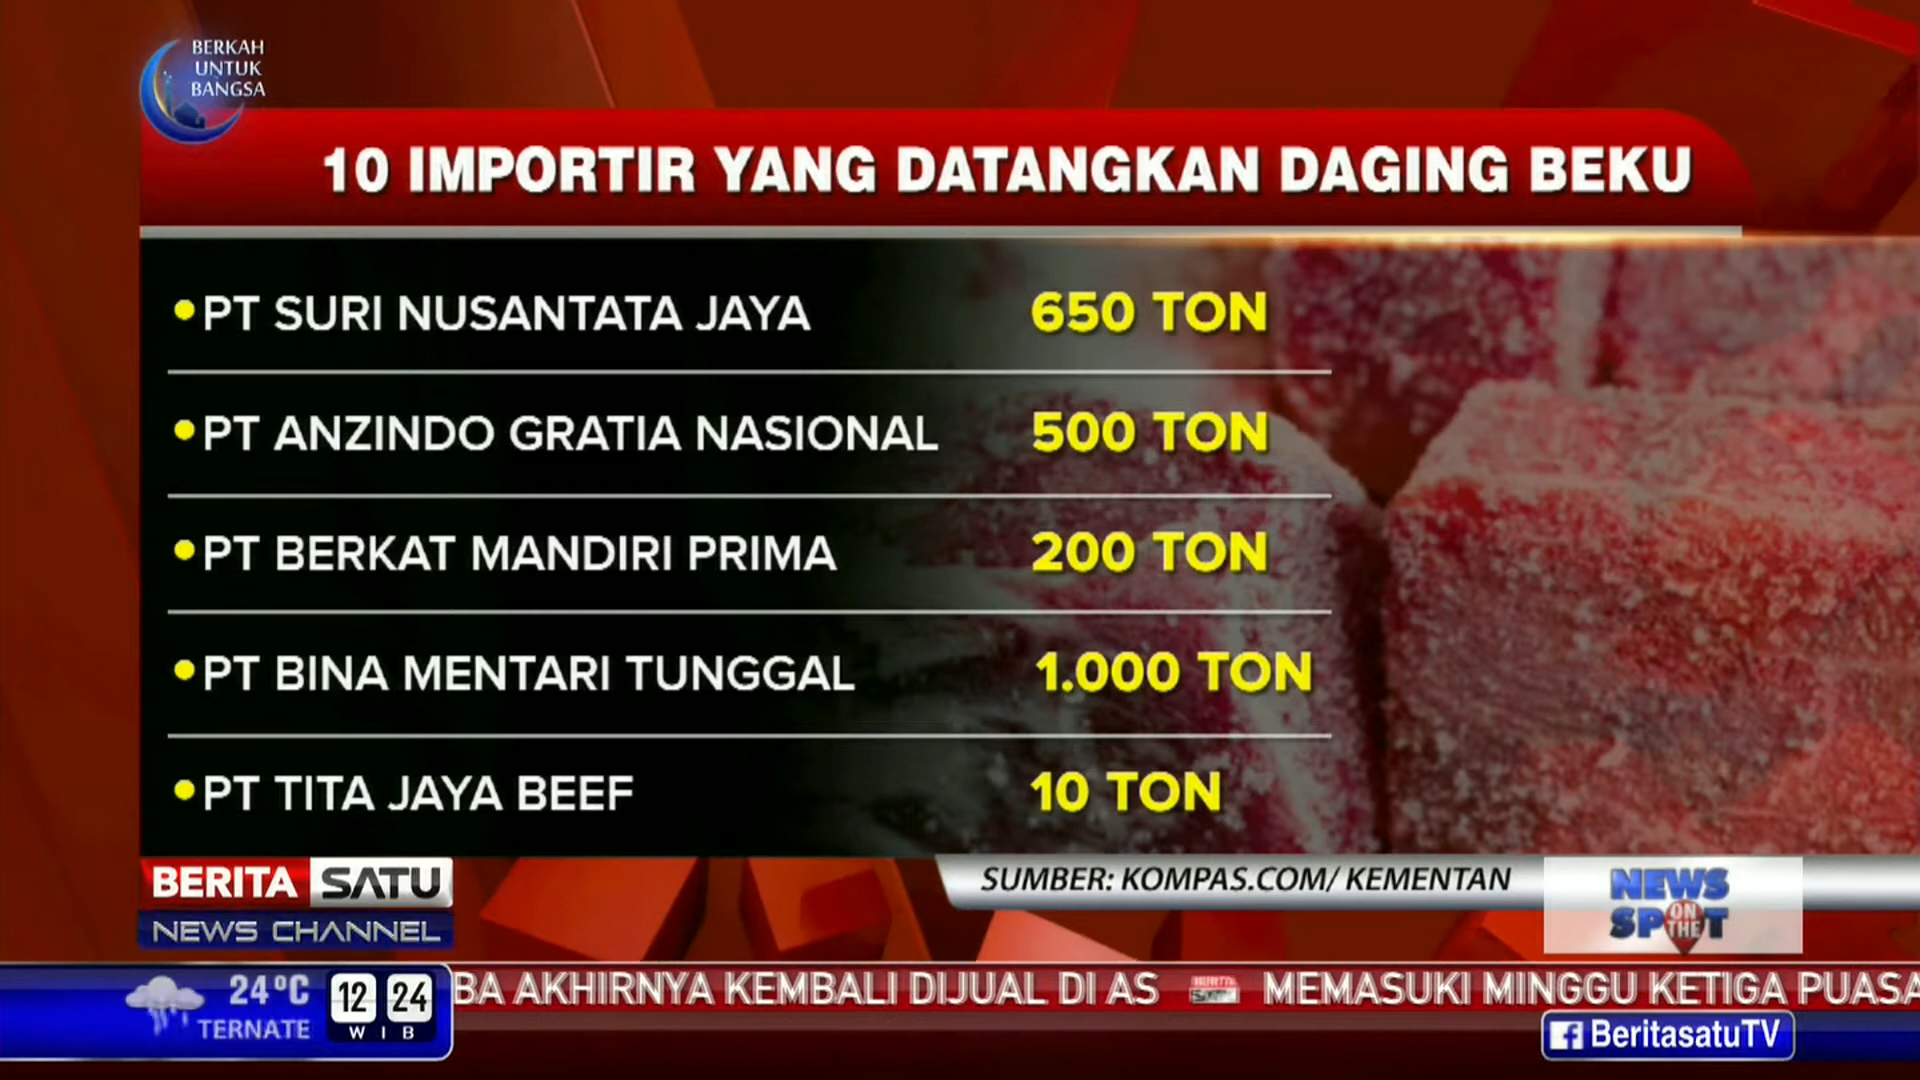 BERKAH
UNTUK
BANGSA
10 IMPORTIR YANG DATANGKAN DAGING BEKU
• PT SURI NUSANTATA JAYA 650 TON
• PT ANZINDO GRATIA NASIONAL 500 TON
• PT BERKAT MANDIRI PRIMA 200 TON
• PT BINA MENTARI TUNGGAL 1.000 TON
• PT TITA JAYA BEEF 10 TON
BERITA SATU
NEWS CHANNEL
SUMBER: KOMPAS.COM/ KEMENTAN
NEWS
ON THE
SPOT
24°C
TERNATE
12 24
WIB
BA AKHIRNYA KEMBALI DIJUAL DI AS BERITA SATU MEMASUKI MINGGU KETIGA PUASA
BeritasatuTV